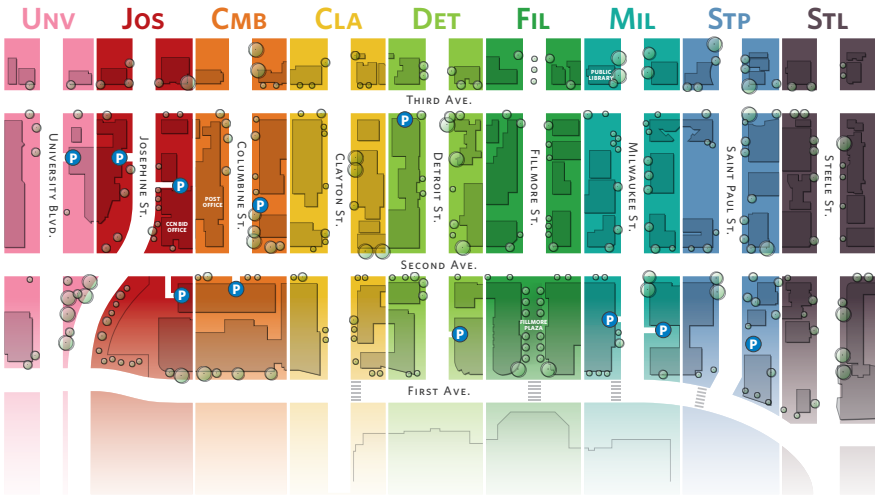 UNV JOS CMB CLA DET FIL MIL STP STL
PUBLIC
LIBRARY
THIRD AVE.
P
P P
P
P
UNIVERSITY BLVD.
JOSEPHINE ST.
COLUMBINE ST.
CLAYTON ST.
DETROIT ST.
FILLMORE ST.
MILWAUKEE ST.
SAINT PAUL ST.
STEELE ST.
POST
OFFICE
CCN BID
OFFICE
SECOND AVE.
P P
FILLMORE
PLAZA
P P P P
FIRST AVE.